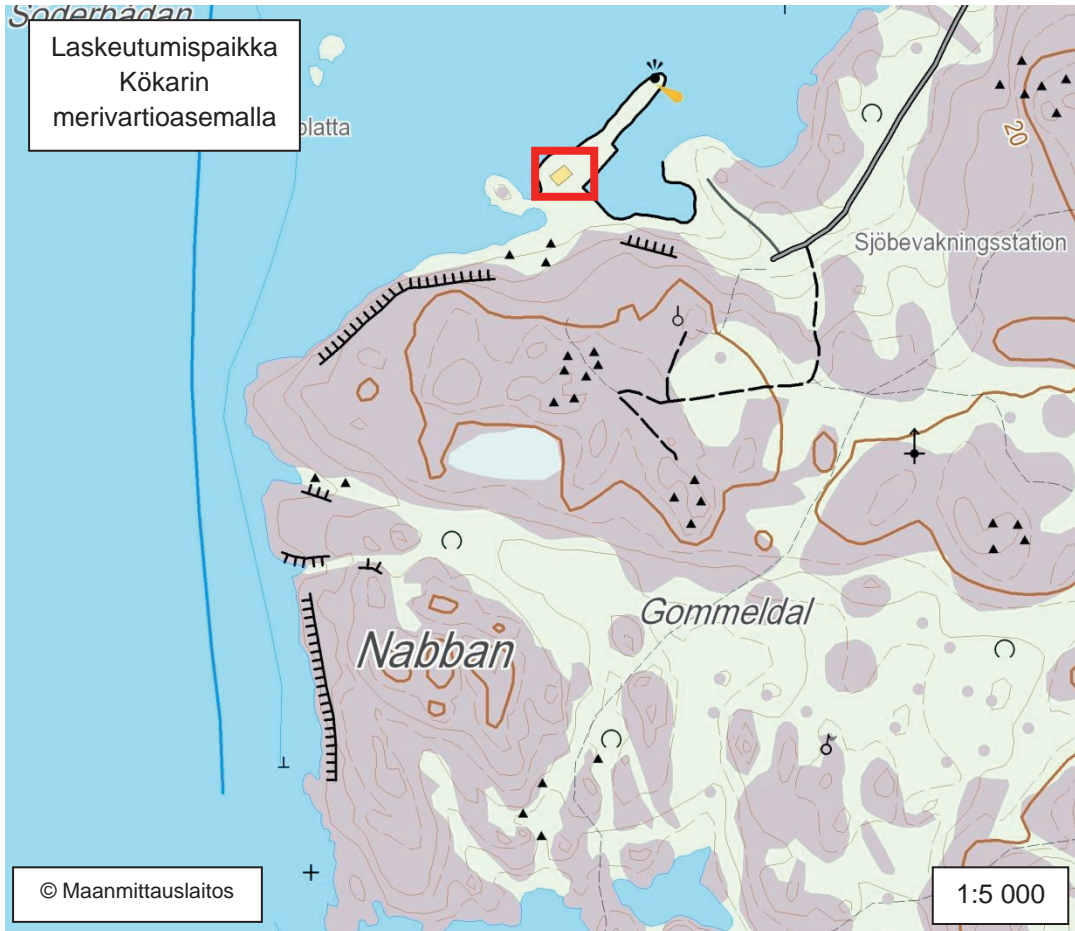 Söderbådan
Laskeutumispaikka
Kökarin
merivartioasemalla
platta
20
Sjöbevakningsstation
Gommeldal
Nabban
© Maanmittauslaitos
1:5 000